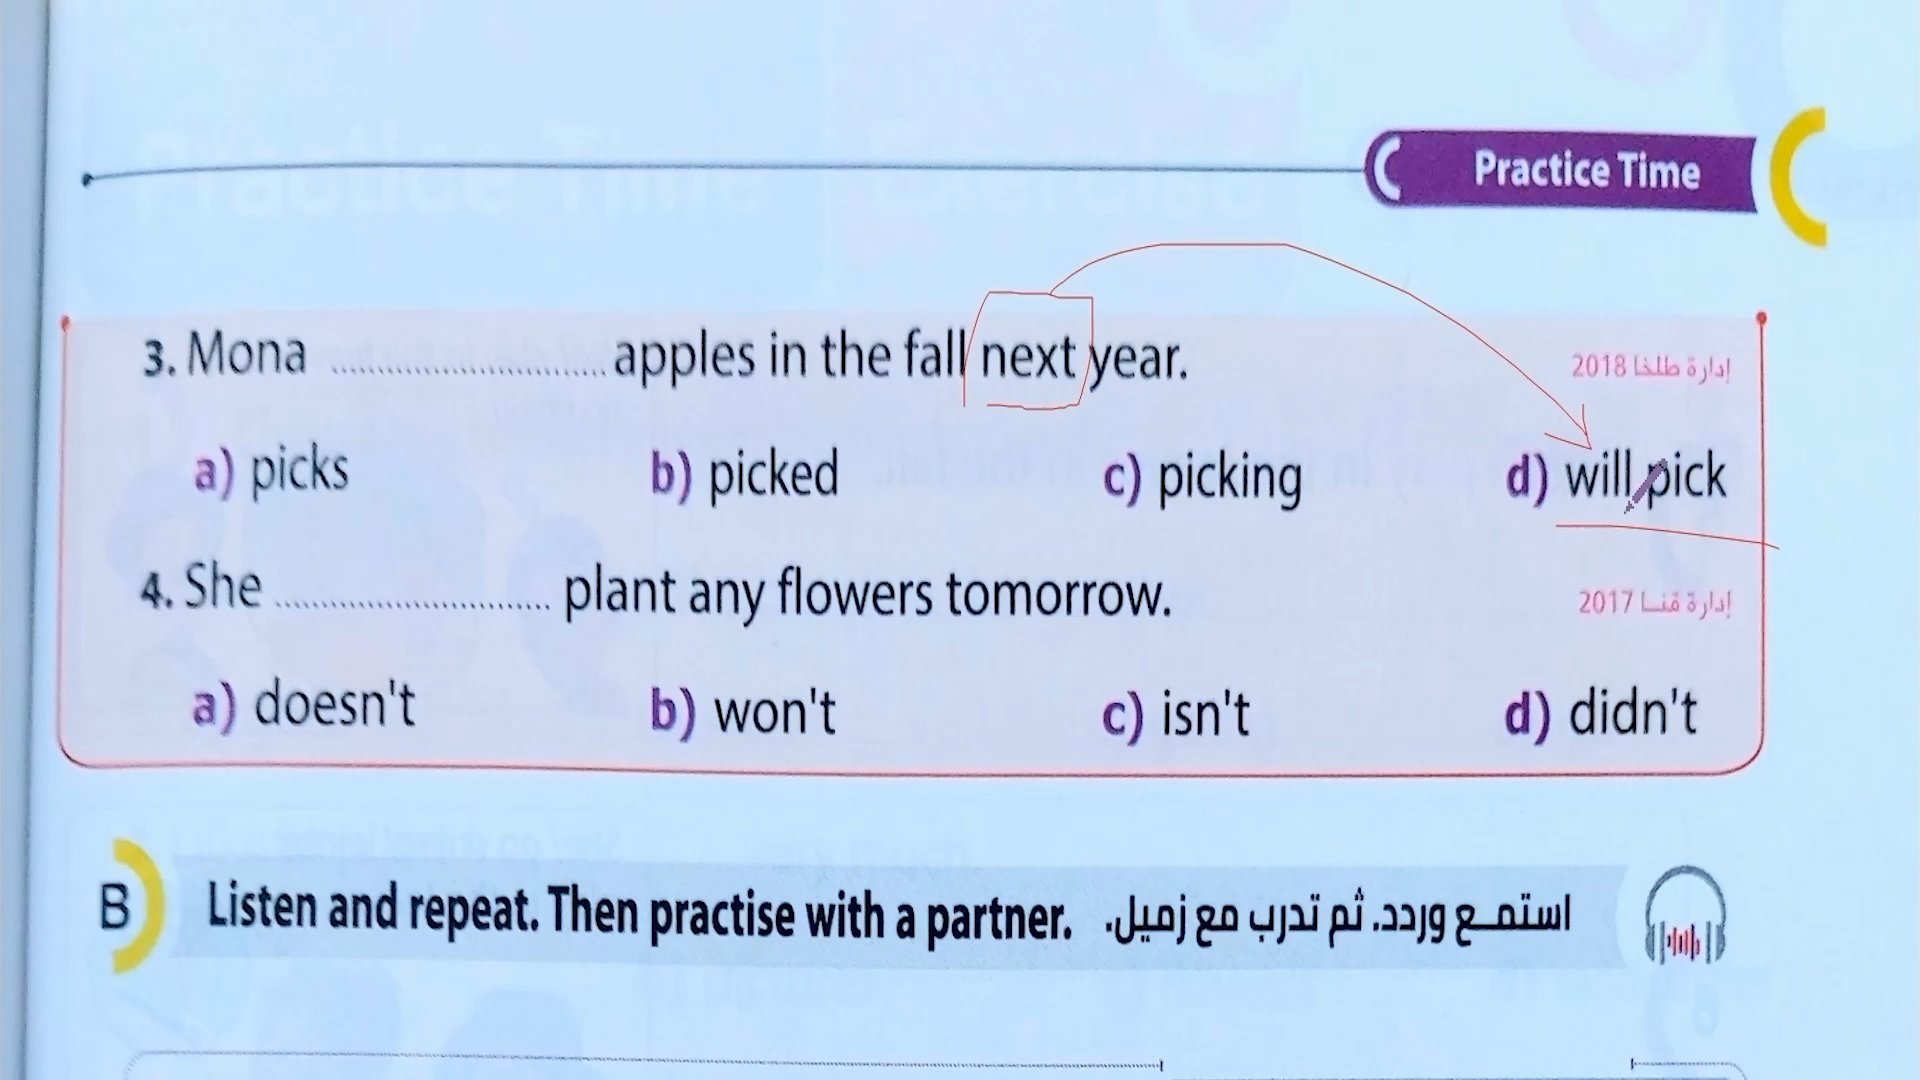 Practice Time
3. Mona ........................... apples in the fall next year. إدارة طلخا 2018
a) picks b) picked c) picking d) will pick
4. She ........................... plant any flowers tomorrow. إدارة قنـا 2017
a) doesn't b) won't c) isn't d) didn't
B Listen and repeat. Then practise with a partner. استمـع وردد. ثم تدرب مع زميل.